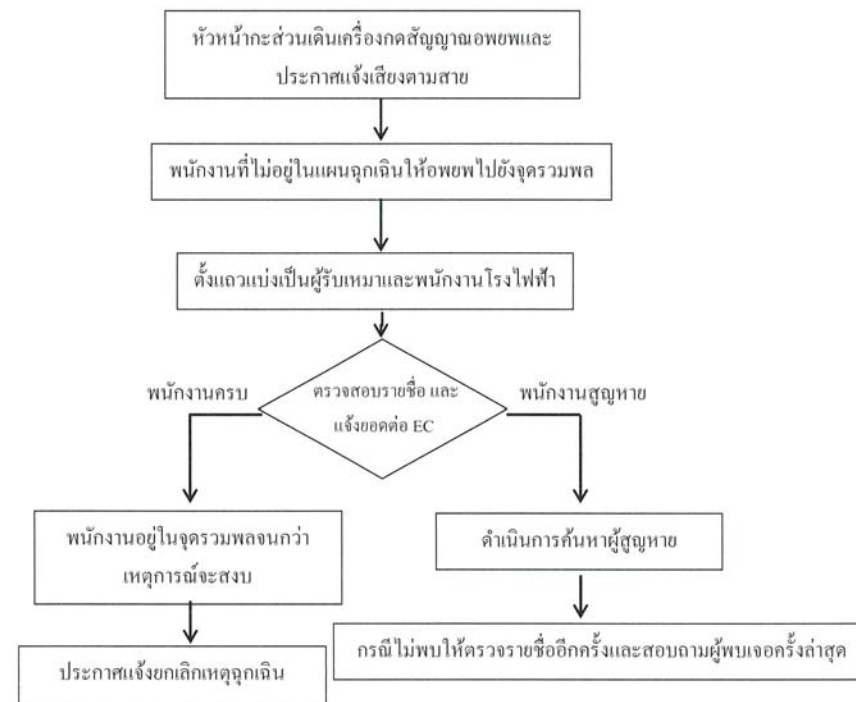 หัวหน้ากะส่วนเดินเครื่องกดสัญญาณอพยพและ
ประกาศแจ้งเสียงตามสาย
พนักงานที่ไม่อยู่ในแผนฉุกเฉินให้อพยพไปยังจุดรวมพล
ตั้งแถวแบ่งเป็นผู้รับเหมาและพนักงานโรงไฟฟ้า
พนักงานครบ
ตรวจสอบรายชื่อ และ
แจ้งยอดต่อ EC
พนักงานสูญหาย
พนักงานอยู่ในจุดรวมพลจนกว่า
เหตุการณ์จะสงบ
ดำเนินการค้นหาผู้สูญหาย
กรณีไม่พบให้ตรวจรายชื่ออีกครั้งและสอบถามผู้พบเจอครั้งล่าสุด
ประกาศแจ้งยกเลิกเหตุฉุกเฉิน